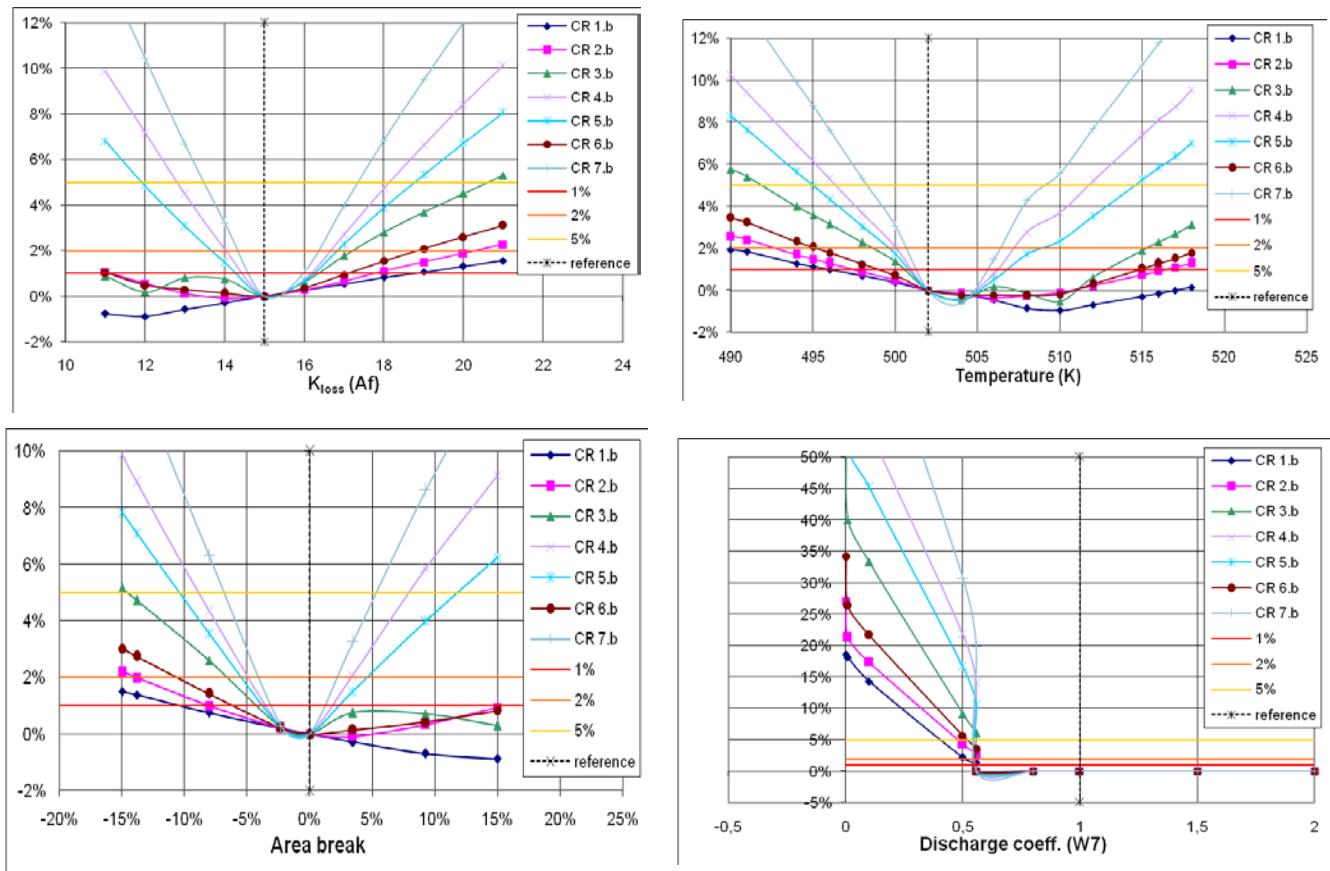 12%
10%
8%
6%
4%
2%
0%
-2%
10 12 14 16 18 20 22 24
K_loss (Af)
CR 1.b
CR 2.b
CR 3.b
CR 4.b
CR 5.b
CR 6.b
CR 7.b
1%
2%
5%
reference
12%
10%
8%
6%
4%
2%
0%
-2%
490 495 500 505 510 515 520 525
Temperature (K)
CR 1.b
CR 2.b
CR 3.b
CR 4.b
CR 5.b
CR 6.b
CR 7.b
1%
2%
5%
reference
10%
8%
6%
4%
2%
0%
-2%
-20% -15% -10% -5% 0% 5% 10% 15% 20% 25%
Area break
CR 1.b
CR 2.b
CR 3.b
CR 4.b
CR 5.b
CR 6.b
CR 7.b
1%
2%
5%
reference
50%
45%
40%
35%
30%
25%
20%
15%
10%
5%
0%
-5%
-0,5 0 0,5 1 1,5 2
Discharge coeff. (W7)
CR 1.b
CR 2.b
CR 3.b
CR 4.b
CR 5.b
CR 6.b
CR 7.b
1%
2%
5%
reference